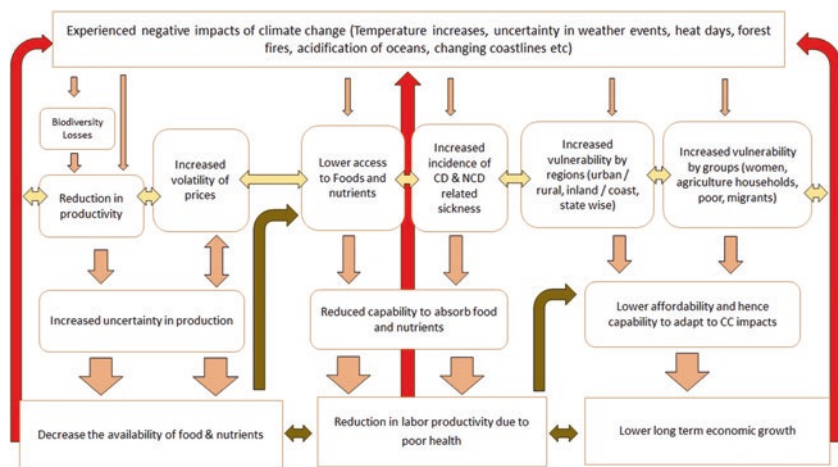 Experienced negative impacts of climate change (Temperature increases, uncertainty in weather events, heat days, forest
fires, acidification of oceans, changing coastlines etc)
Biodiversity
Losses
Reduction in
productivity
Increased
volatility of
prices
Lower access
to Foods and
nutrients
Increased
incidence of
CD & NCD
related
sickness
Increased
vulnerability by
regions (urban /
rural, inland / coast,
state wise)
Increased vulnerability
by groups (women,
agriculture households,
poor, migrants)
Increased uncertainty in production
Reduced capability to absorb food
and nutrients
Lower affordability and hence
capability to adapt to CC impacts
Decrease the availability of food & nutrients
Reduction in labor productivity due to
poor health
Lower long term economic growth